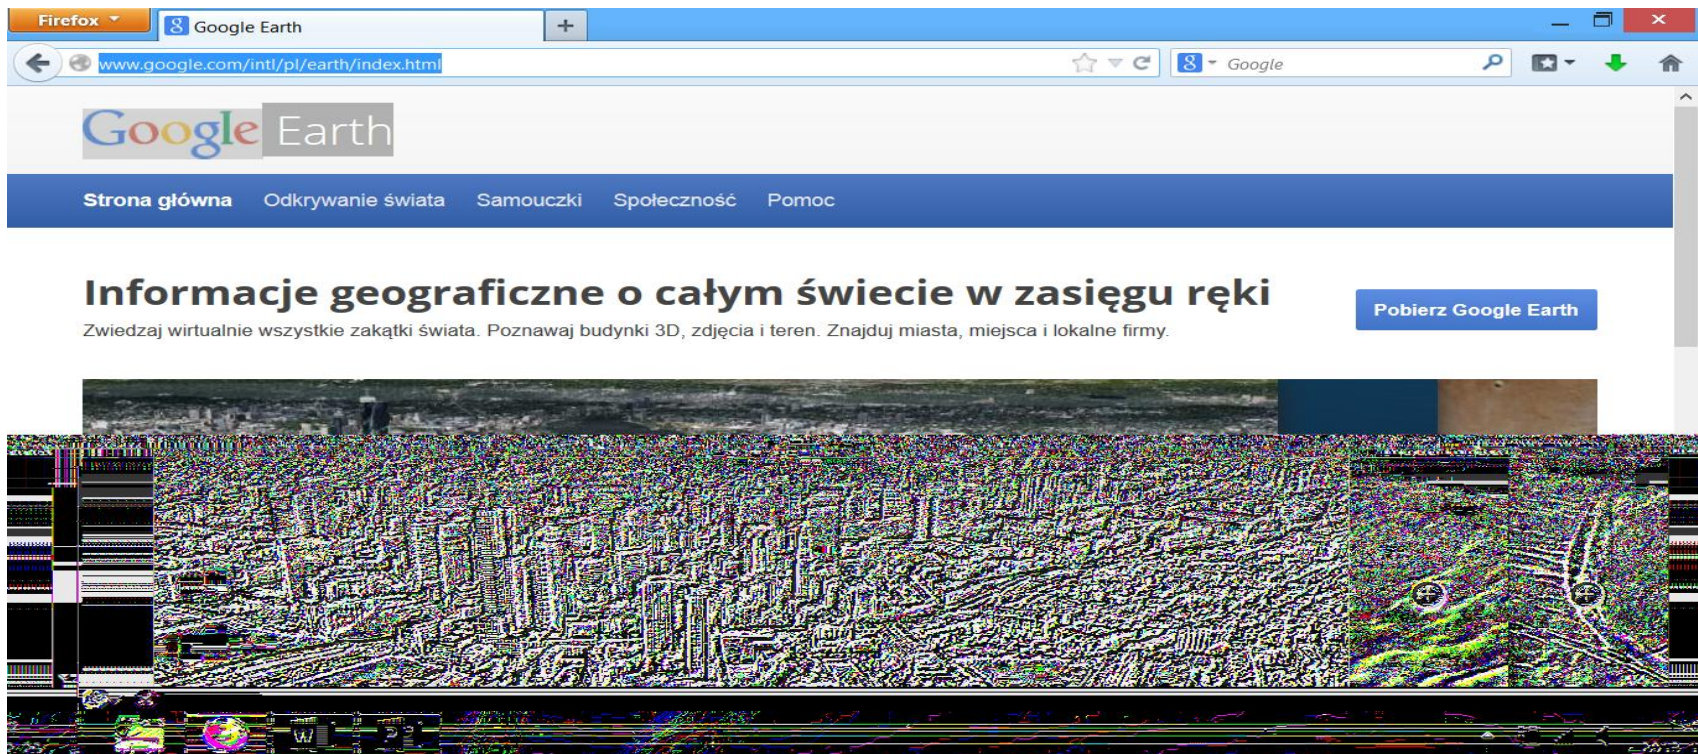 Firefox
Google Earth
www.google.com/intl/pl/earth/index.html
Google
Google Earth
Strona główna Odkrywanie świata Samouczki Społeczność Pomoc
Informacje geograficzne o całym świecie w zasięgu ręki
Pobierz Google Earth
Zwiedzaj wirtualnie wszystkie zakątki świata. Poznawaj budynki 3D, zdjęcia i teren. Znajduj miasta, miejsca i lokalne firmy.